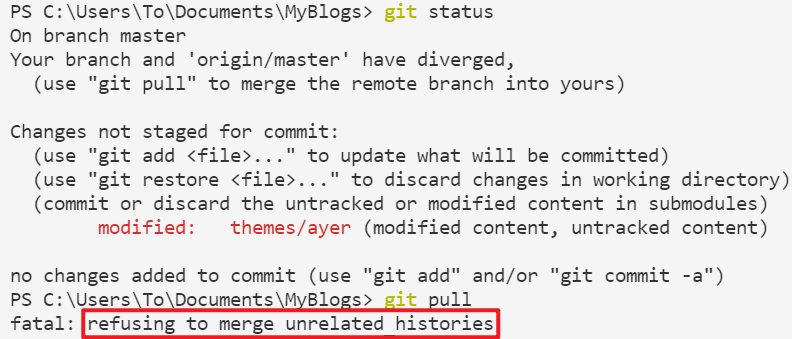 PS C:\Users\To\Documents\MyBlogs> git status
On branch master
Your branch and 'origin/master' have diverged,
  (use "git pull" to merge the remote branch into yours)

Changes not staged for commit:
  (use "git add <file>..." to update what will be committed)
  (use "git restore <file>..." to discard changes in working directory)
  (commit or discard the untracked or modified content in submodules)
        modified:   themes/ayer (modified content, untracked content)

no changes added to commit (use "git add" and/or "git commit -a")
PS C:\Users\To\Documents\MyBlogs> git pull
fatal: refusing to merge unrelated histories